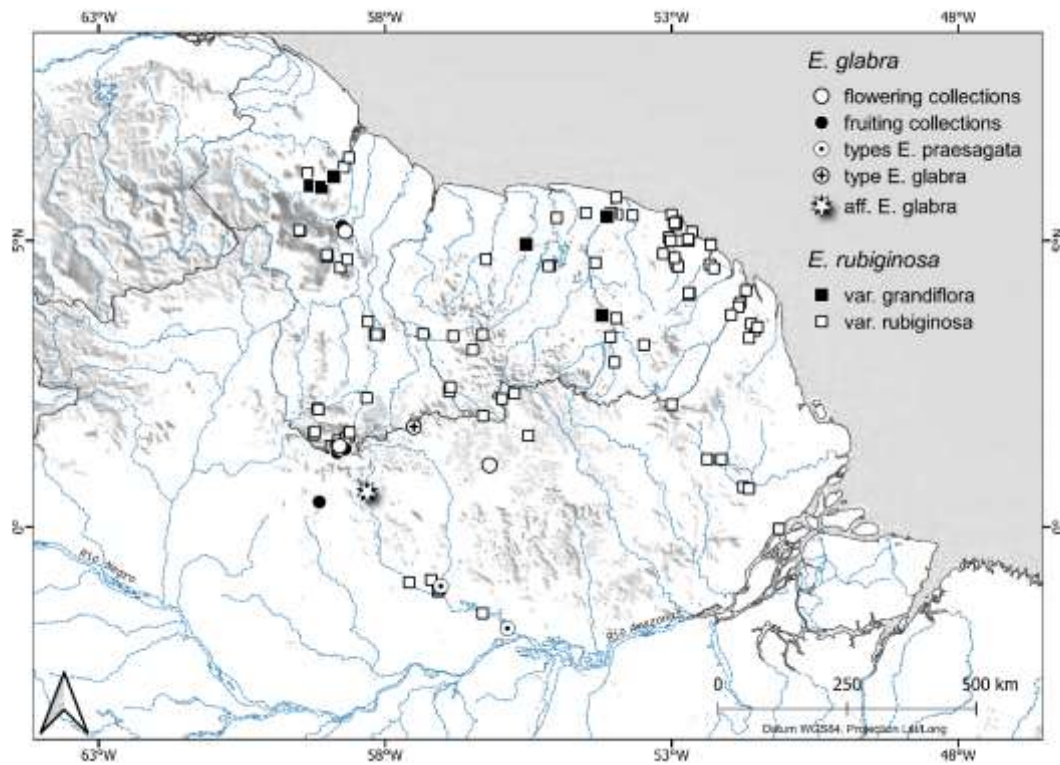 63°W 58°W 53°W 48°W
E. glabra
flowering collections
fruiting collections
types E. praesagata
type E. glabra
aff. E. glabra
5°N
E. rubiginosa
var. grandiflora
var. rubiginosa
0°
Rio Negro
Rio Amazonas
0 250 500 km
Datum WGS84, Projection Lat/Long
63°W 58°W 53°W 48°W